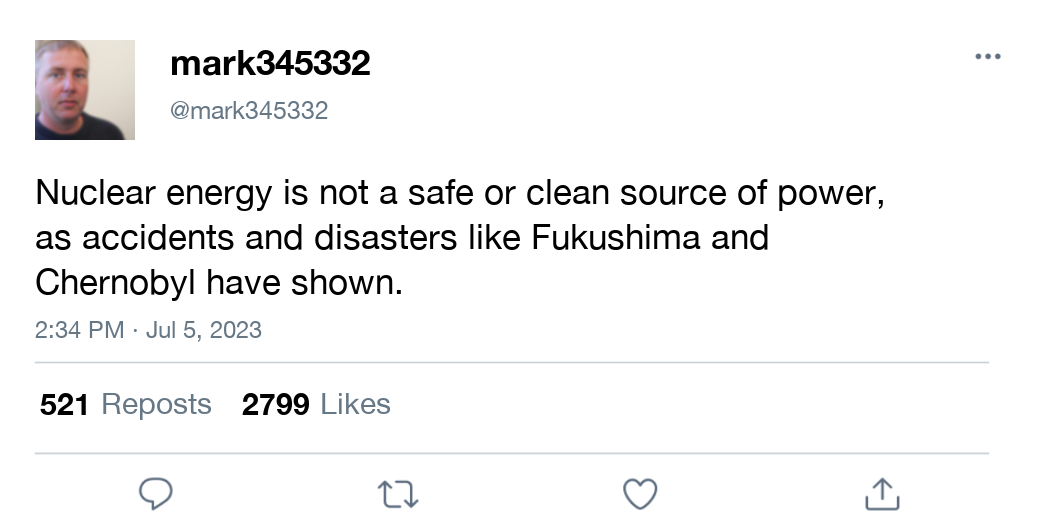 mark345332
@mark345332
Nuclear energy is not a safe or clean source of power,
as accidents and disasters like Fukushima and
Chernobyl have shown.
2:34 PM · Jul 5, 2023
521 Reposts 2799 Likes